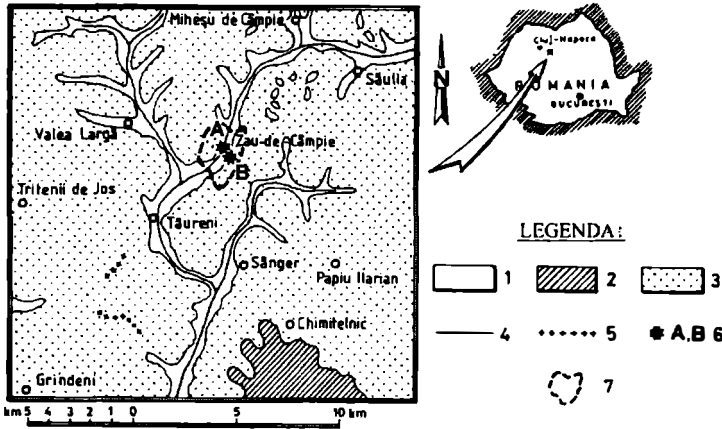 Miheșu de Câmpie
Săulia
Valea Largă
A
Zau-de-Câmpie
B
Tritenii de Jos
Tăureni
Sânger
Papiu Ilarian
Chimitelnic
Grindeni
km 5 4 3 2 1 0 5 10 km
N
Cluj-Napoca
ROMANIA
BUCUREȘTI
LEGENDA:
1 2 3
4 5 A,B 6
7